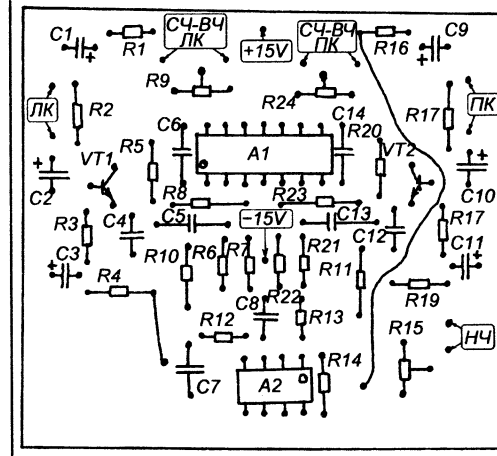 C1
R1
СЧ-ВЧ
ЛК
+15V
СЧ-ВЧ
ПК
R16
C9
R9
R24
ЛК
R2
R17
ПК
C6
C14
R20
R5
A1
VT1
VT2
C2
C10
R8
R23
R3
C4
C5
−15V
C13
C12
R17
C3
C11
R10
R6
R7
R21
R11
R4
R22
R19
C8
R12
R13
R15
НЧ
C7
A2
R14